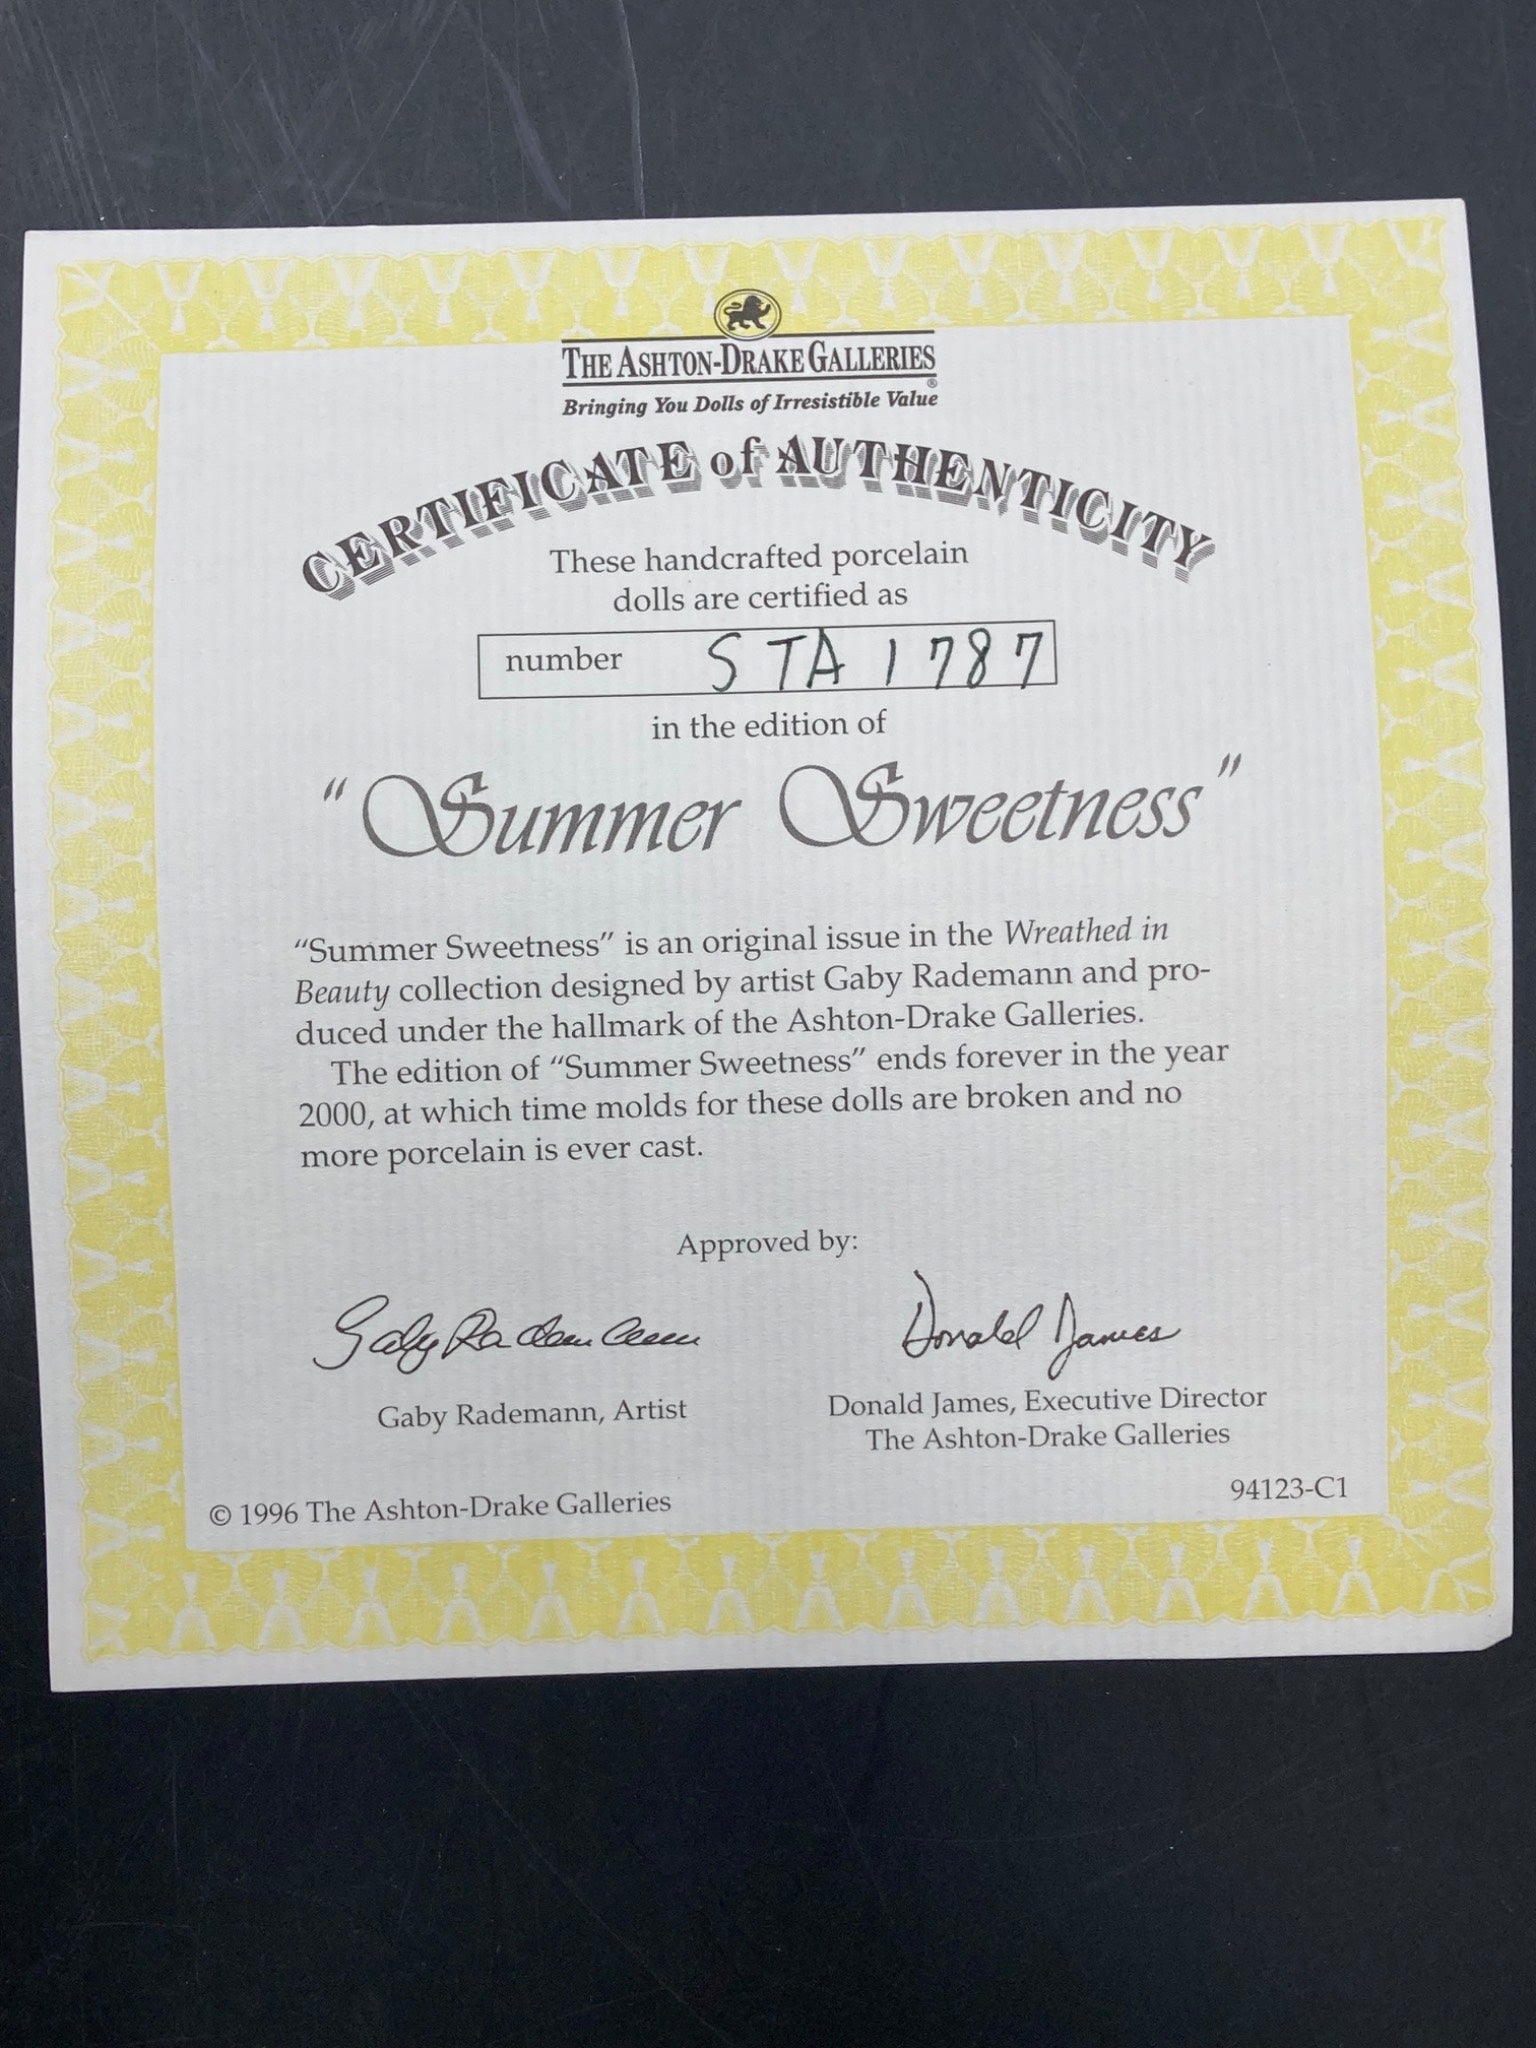 THE ASHTON-DRAKE GALLERIES
®
Bringing You Dolls of Irresistible Value
CERTIFICATE of AUTHENTICITY
These handcrafted porcelain
dolls are certified as
number STA1787
in the edition of
"Summer Sweetness"
“Summer Sweetness” is an original issue in the Wreathed in
Beauty collection designed by artist Gaby Rademann and pro-
duced under the hallmark of the Ashton-Drake Galleries.
The edition of “Summer Sweetness” ends forever in the year
2000, at which time molds for these dolls are broken and no
more porcelain is ever cast.
Approved by:
Gaby Rademann Donald James
Gaby Rademann, Artist Donald James, Executive Director
The Ashton-Drake Galleries
© 1996 The Ashton-Drake Galleries 94123-C1